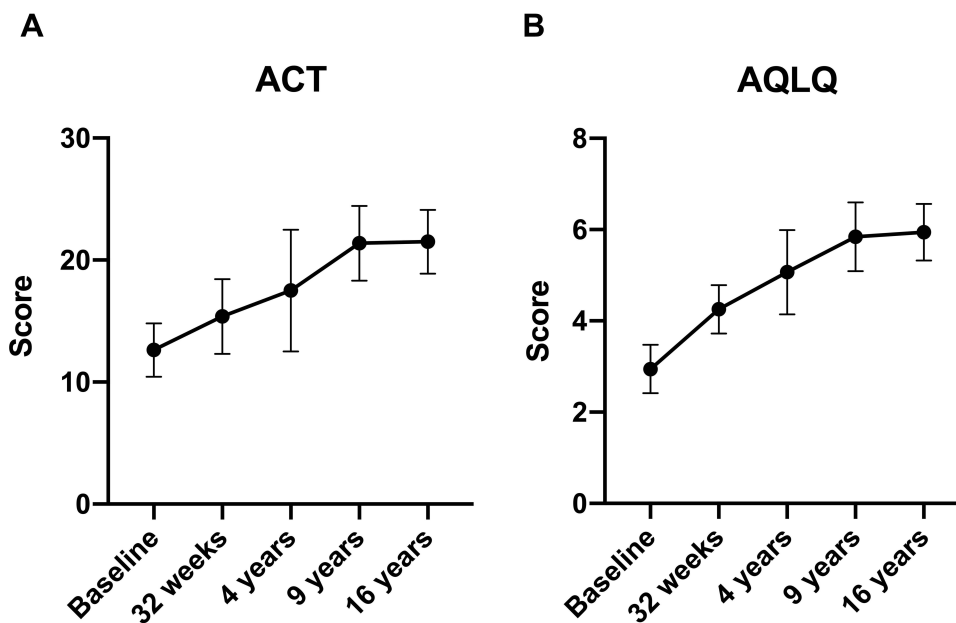 A
ACT
Score
30
20
10
0
Baseline
32 weeks
4 years
9 years
16 years
B
AQLQ
Score
8
6
4
2
0
Baseline
32 weeks
4 years
9 years
16 years